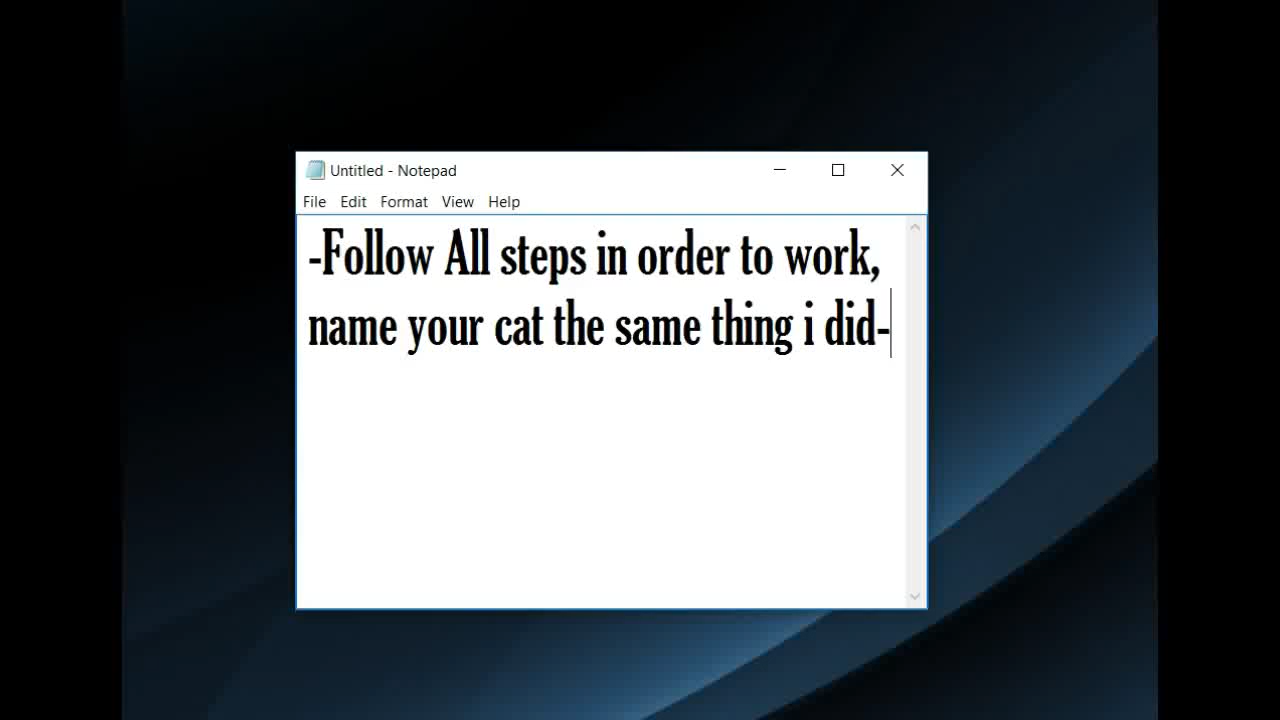 Untitled - Notepad
File Edit Format View Help
-Follow All steps in order to work,
name your cat the same thing i did-